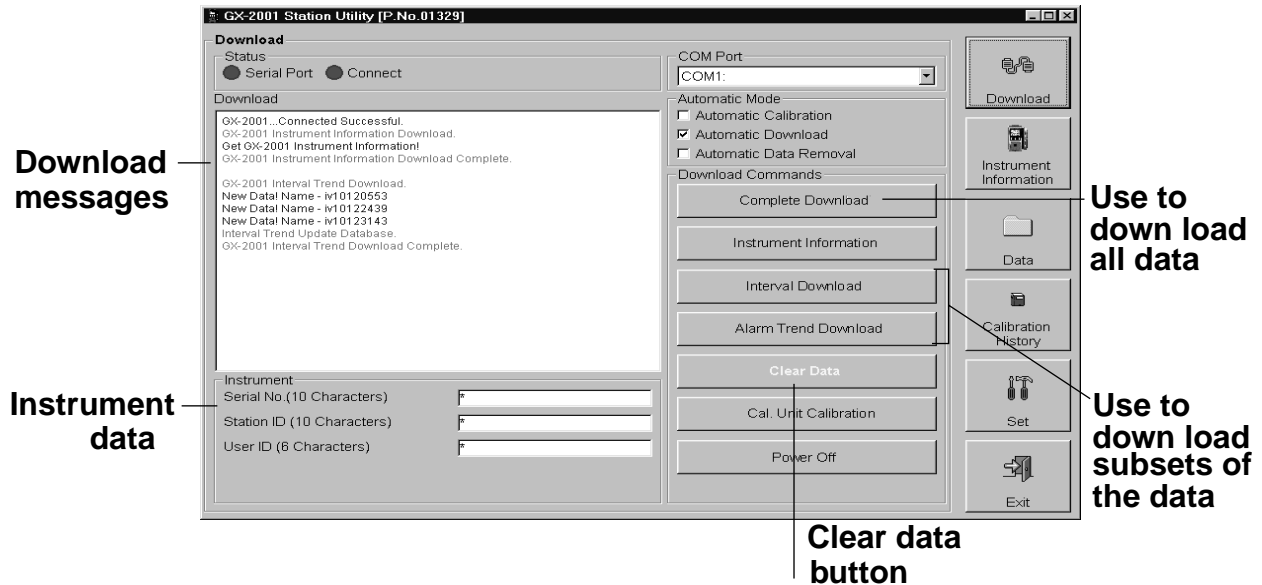 GX-2001 Station Utility [P.No.01329]
Download
Status
Serial Port Connect
Download
GX-2001...Connected Successful.
GX-2001 Instrument Information Download.
Get GX-2001 Instrument Information!
GX-2001 Instrument Information Download Complete.
GX-2001 Interval Trend Download.
New Data! Name - iv10120553
New Data! Name - iv10122439
New Data! Name - iv10123143
Interval Trend Update Database.
GX-2001 Interval Trend Download Complete.
Instrument
Serial No.(10 Characters) *
Station ID (10 Characters) *
User ID (6 Characters) *
COM Port
COM1:
Automatic Mode
Automatic Calibration
Automatic Download
Automatic Data Removal
Download Commands
Complete Download
Instrument Information
Interval Download
Alarm Trend Download
Clear Data
Cal. Unit Calibration
Power Off
Download
Instrument
Information
Data
Calibration
History
Set
Exit
Download
messages
Instrument
data
Use to
down load
all data
Use to
down load
subsets of
the data
Clear data
button